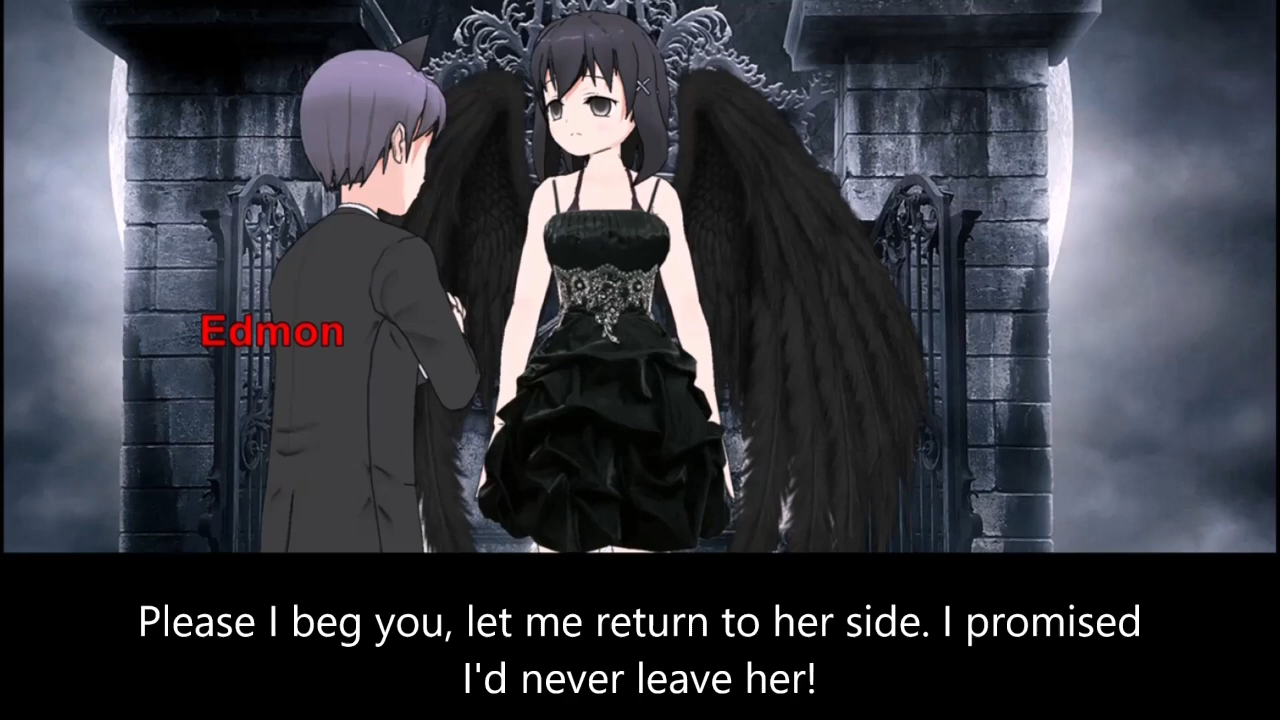 Edmon
Please I beg you, let me return to her side. I promised
I'd never leave her!